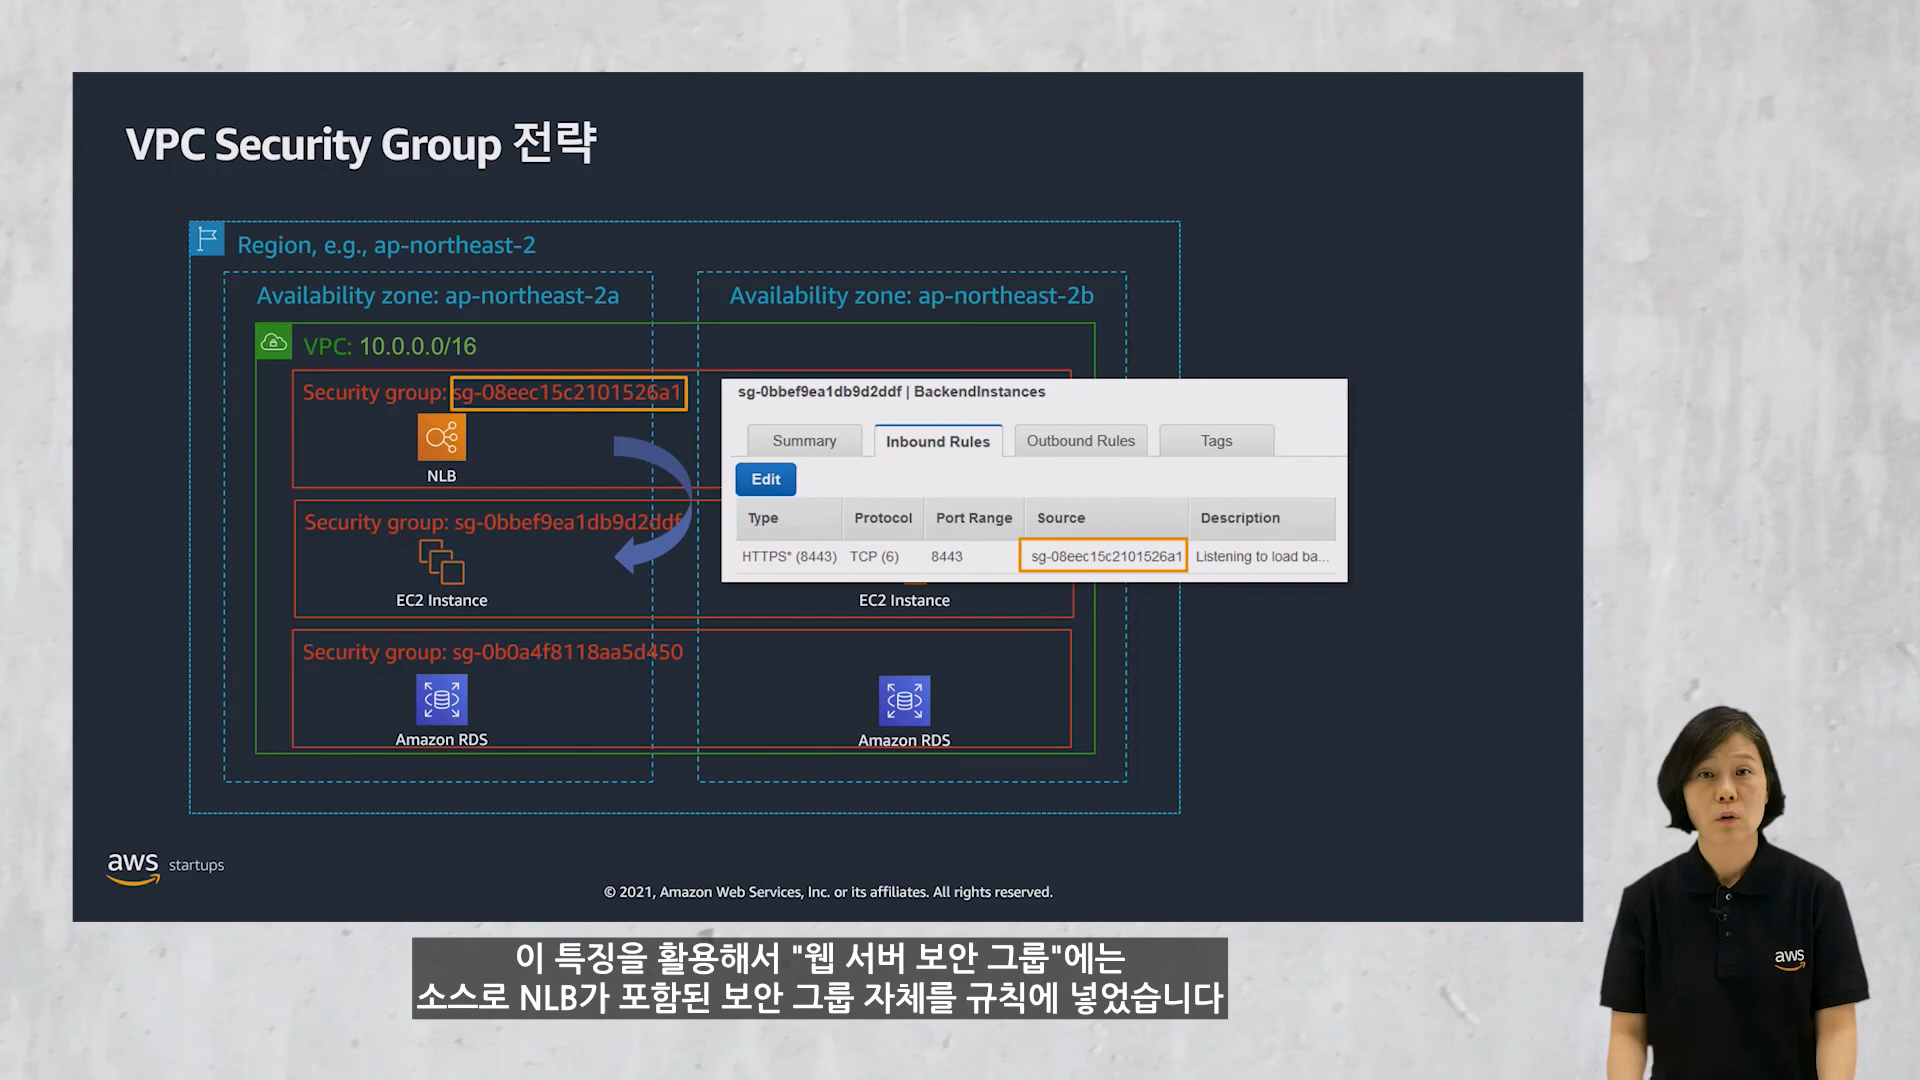 VPC Security Group 전략
Region, e.g., ap-northeast-2
Availability zone: ap-northeast-2a
Availability zone: ap-northeast-2b
VPC: 10.0.0.0/16
Security group: sg-08eec15c2101526a1
NLB
sg-0bbef9ea1db9d2ddf | BackendInstances
Summary
Inbound Rules
Outbound Rules
Tags
Edit
Type Protocol Port Range Source Description
HTTPS* (8443) TCP (6) 8443 sg-08eec15c2101526a1 Listening to load ba...
Security group: sg-0bbef9ea1db9d2ddf
EC2 Instance
EC2 Instance
Security group: sg-0b0a4f8118aa5d450
Amazon RDS
Amazon RDS
aws startups
© 2021, Amazon Web Services, Inc. or its affiliates. All rights reserved.
aws
이 특징을 활용해서 "웹 서버 보안 그룹"에는
소스로 NLB가 포함된 보안 그룹 자체를 규칙에 넣었습니다